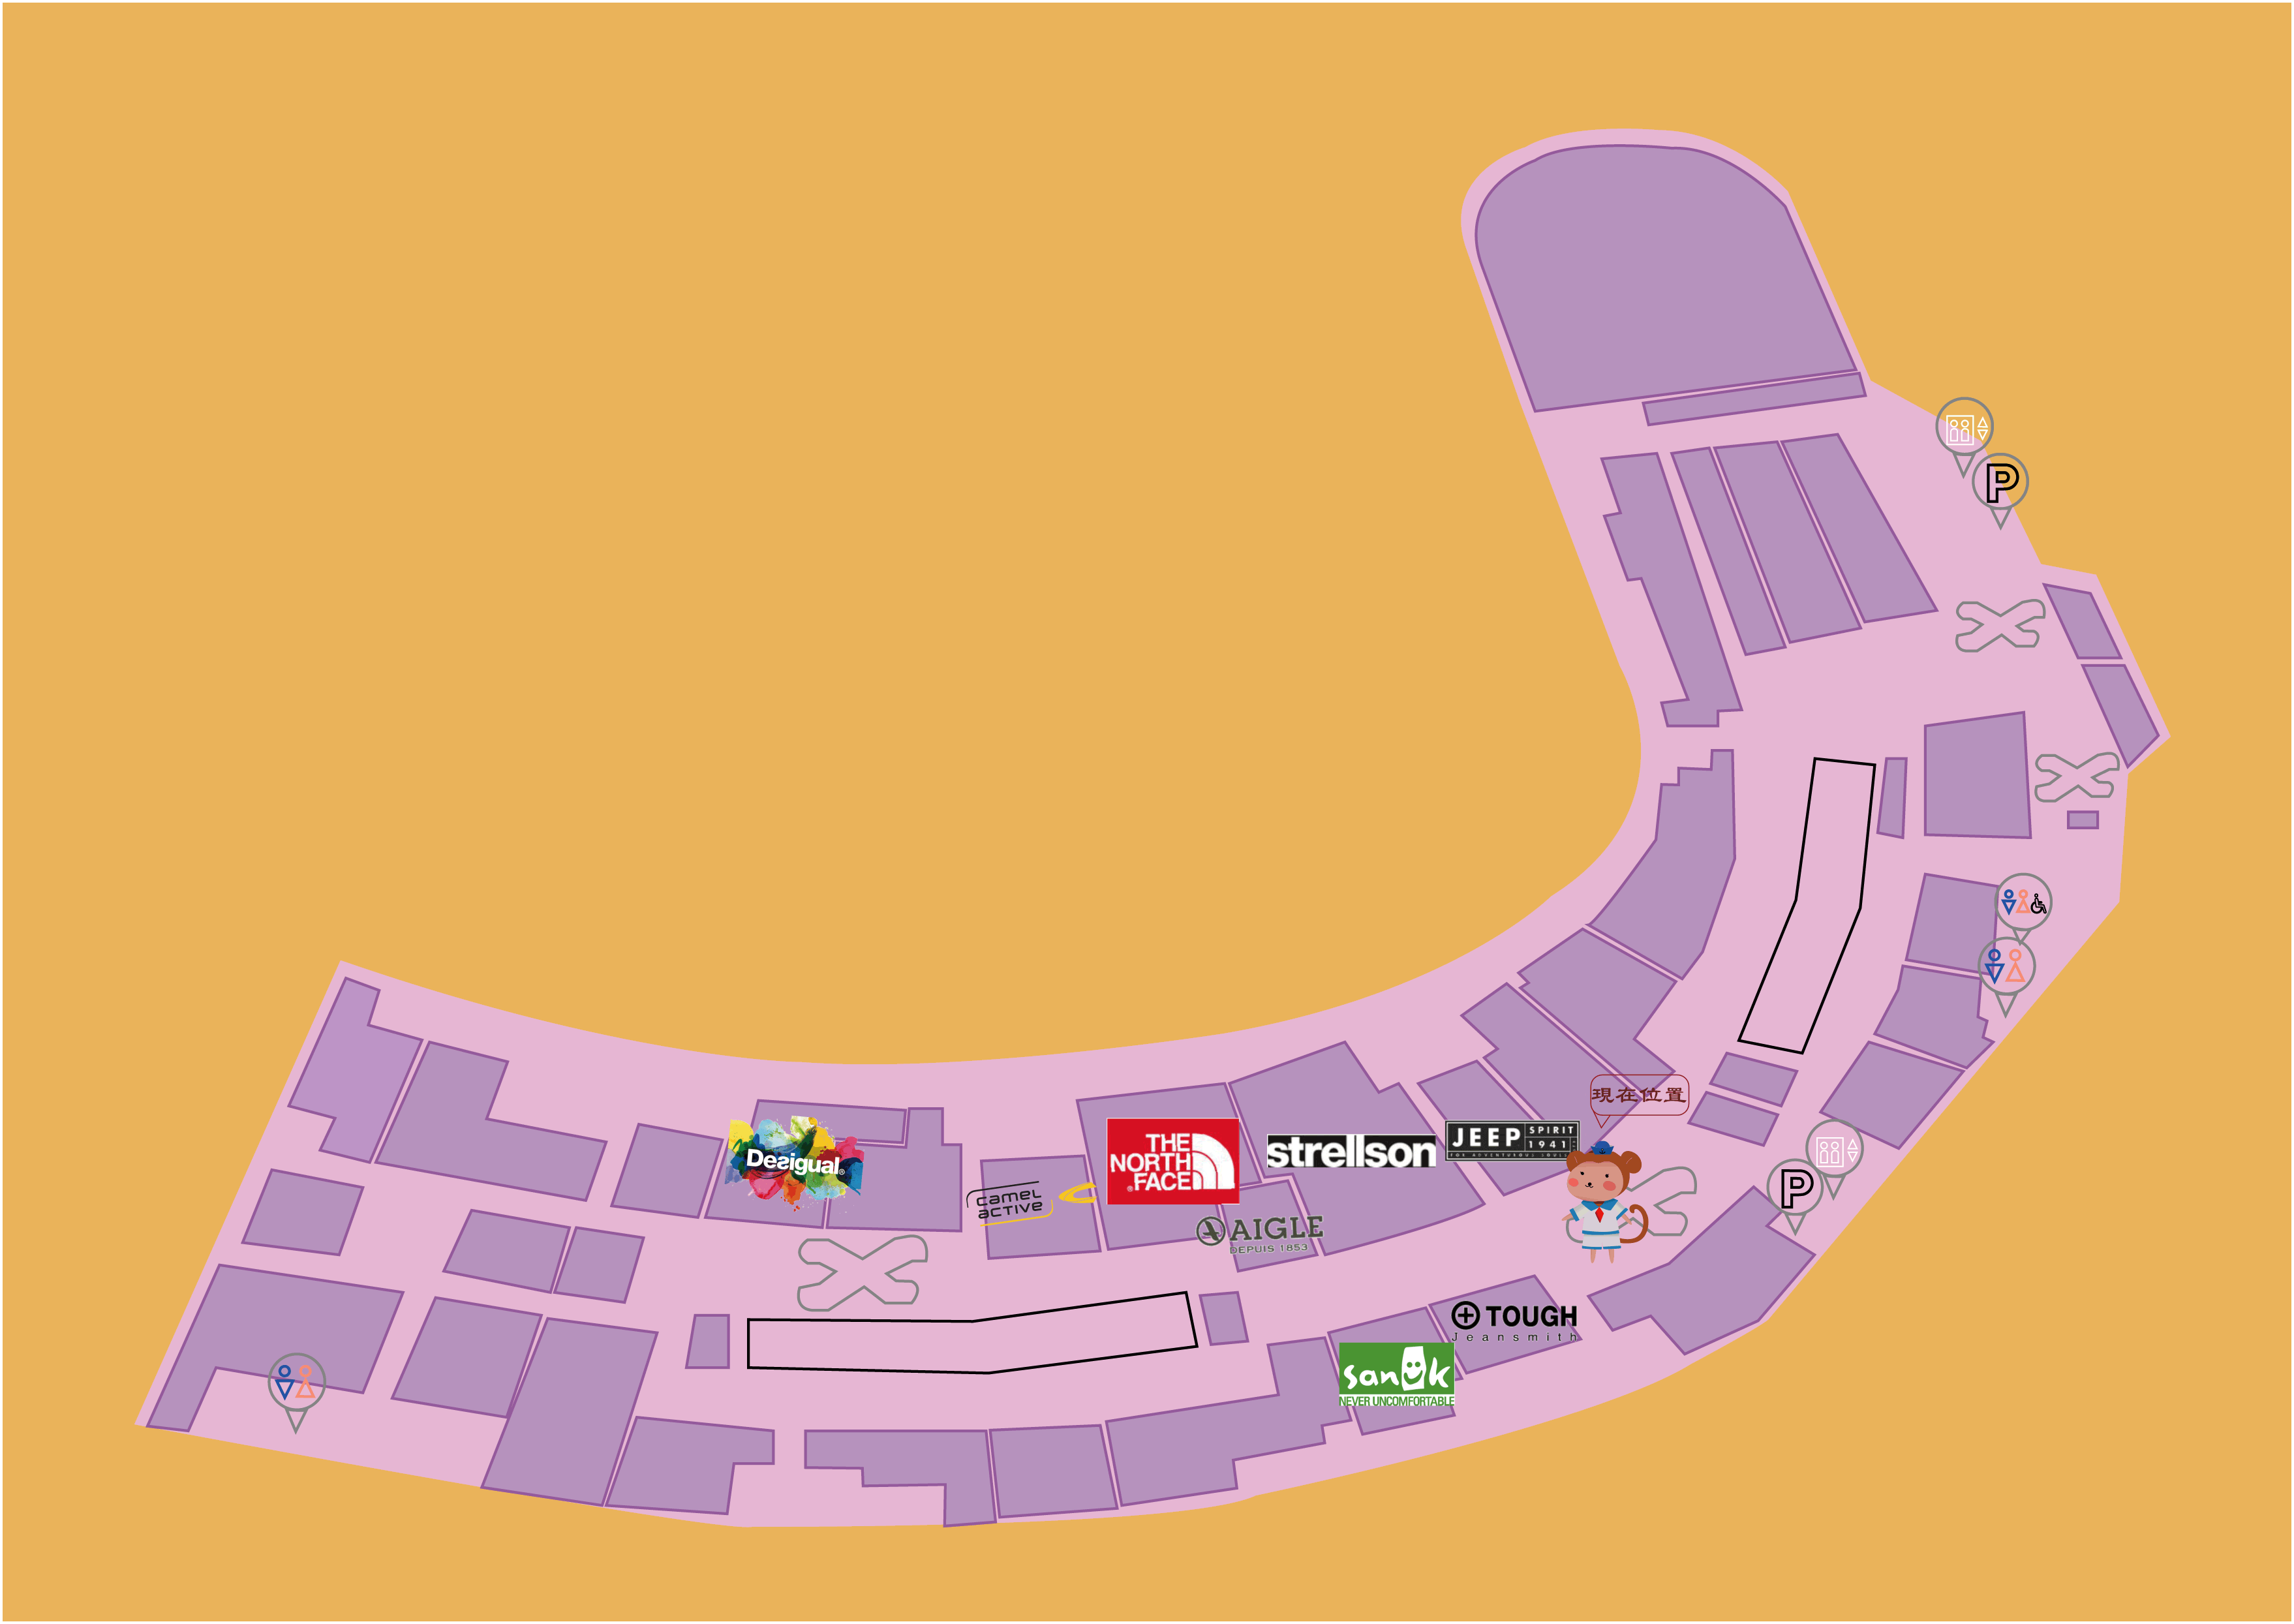 P
現在位置
THE
NORTH
FACE
strellson
JEEP SPIRIT
1941
Desigual
camel
active
P
AIGLE
DEPUIS 1853
TOUGH
Jeansmith
sanuk
NEVER UNCOMFORTABLE